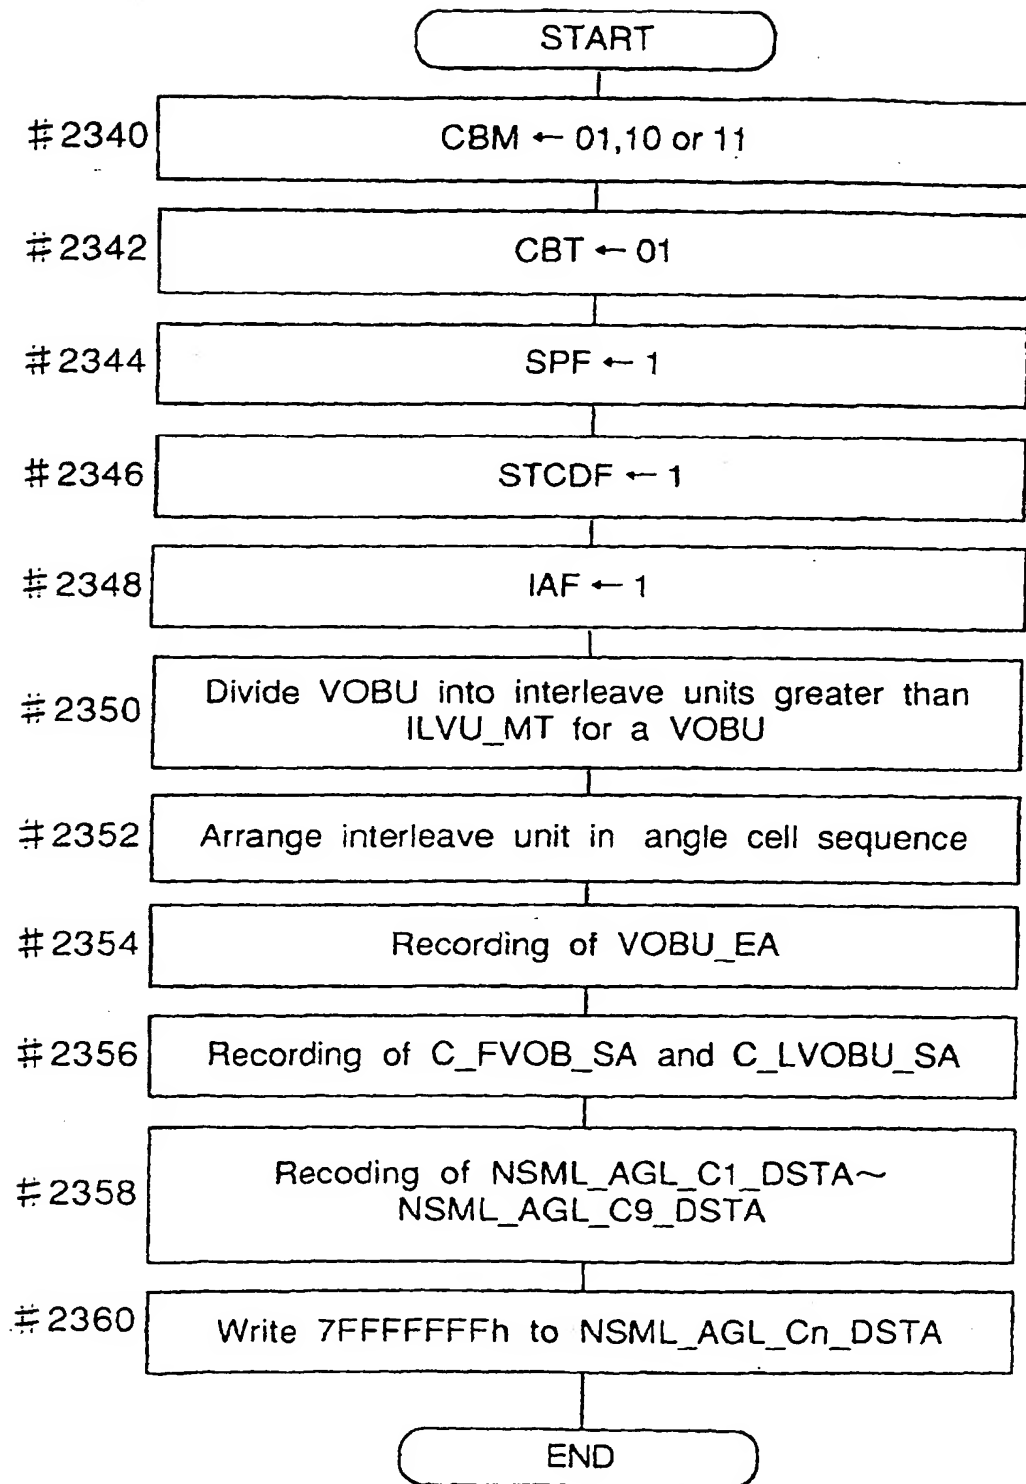 START
#2340 CBM ← 01,10 or 11
#2342 CBT ← 01
#2344 SPF ← 1
#2346 STCDF ← 1
#2348 IAF ← 1
#2350 Divide VOBU into interleave units greater than
ILVU_MT for a VOBU
#2352 Arrange interleave unit in angle cell sequence
#2354 Recording of VOBU_EA
#2356 Recording of C_FVOB_SA and C_LVOBU_SA
#2358 Recoding of NSML_AGL_C1_DSTA~
NSML_AGL_C9_DSTA
#2360 Write 7FFFFFFFh to NSML_AGL_Cn_DSTA
END